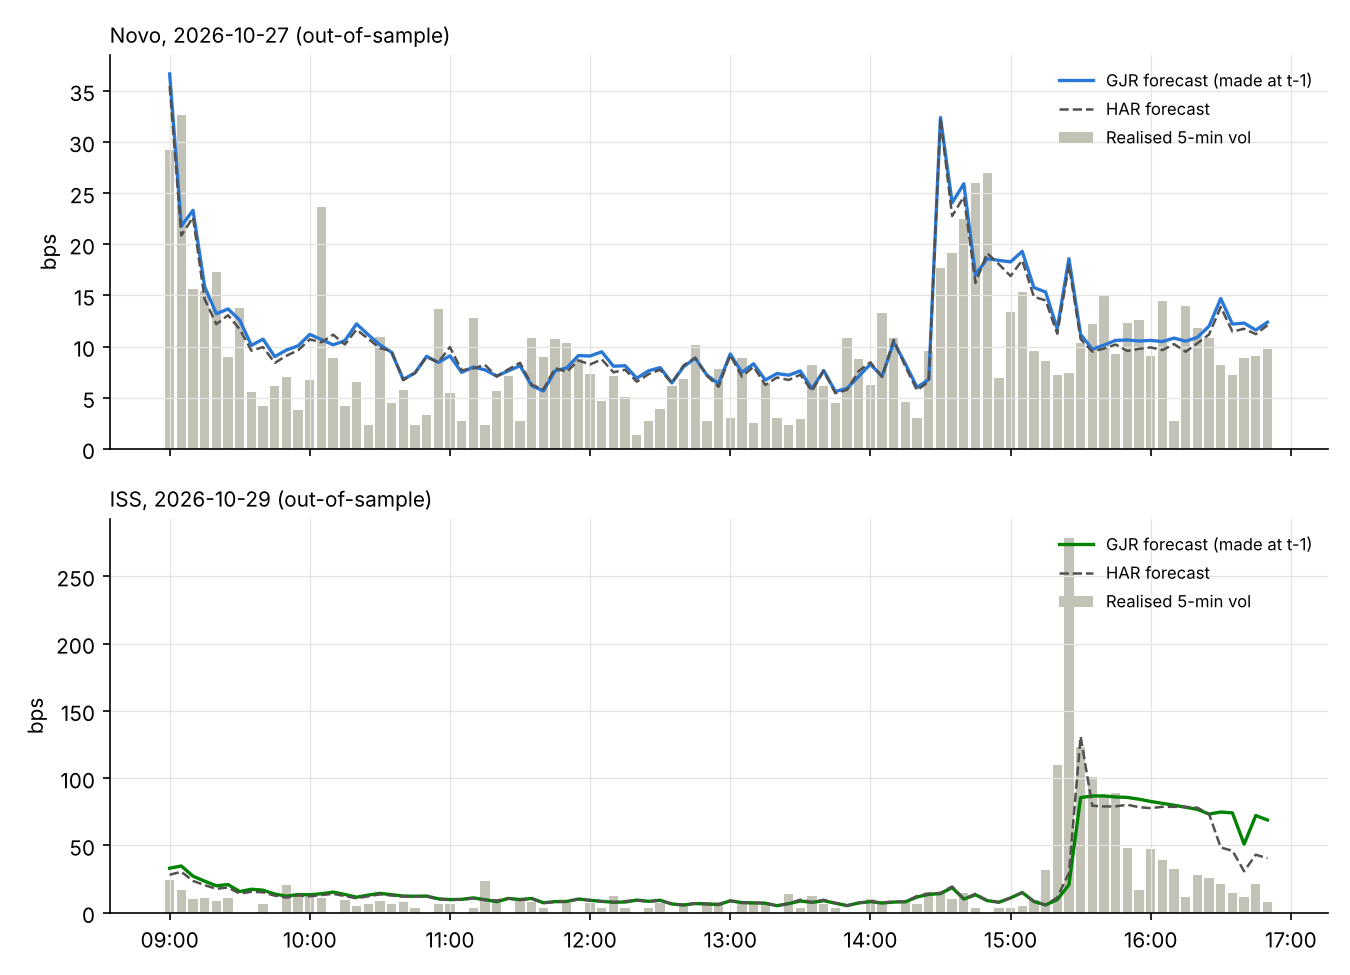 Novo, 2026-10-27 (out-of-sample)
GJR forecast (made at t-1)
HAR forecast
Realised 5-min vol
bps
35
30
25
20
15
10
5
0
ISS, 2026-10-29 (out-of-sample)
GJR forecast (made at t-1)
HAR forecast
Realised 5-min vol
bps
250
200
150
100
50
0
09:00 10:00 11:00 12:00 13:00 14:00 15:00 16:00 17:00